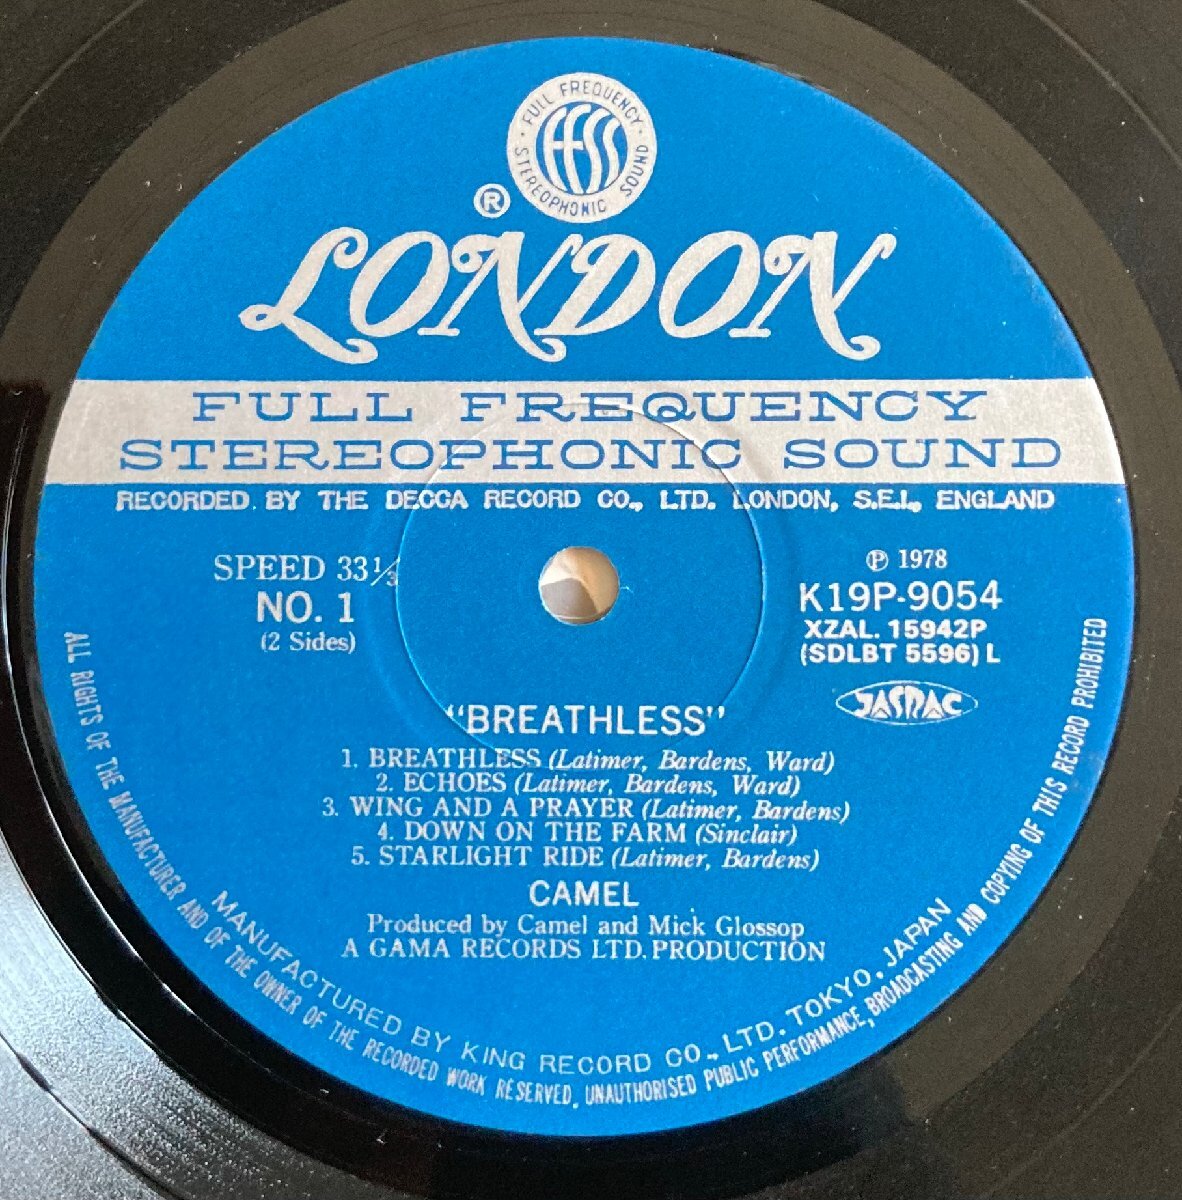 · FULL FREQUENCY ·
STEREOPHONIC SOUND
FFSS
®
LONDON
FULL FREQUENCY
STEREOPHONIC SOUND
RECORDED. BY THE DECCA RECORD CO., LTD. LONDON, S.E.I., ENGLAND
SPEED 33⅓
NO. 1
(2 Sides)
℗ 1978
K19P-9054
XZAL. 15942P
(SDLBT 5596) L
JASRAC
"BREATHLESS"
1. BREATHLESS (Latimer, Bardens, Ward)
2. ECHOES (Latimer, Bardens, Ward)
3. WING AND A PRAYER (Latimer, Bardens)
4. DOWN ON THE FARM (Sinclair)
5. STARLIGHT RIDE (Latimer, Bardens)
CAMEL
Produced by Camel and Mick Glossop
A GAMA RECORDS LTD. PRODUCTION
MANUFACTURED BY KING RECORD CO., LTD. TOKYO. JAPAN
ALL RIGHTS OF THE MANUFACTURER AND OF THE OWNER OF THE RECORDED WORK RESERVED. UNAUTHORISED PUBLIC PERFORMANCE, BROADCASTING AND COPYING OF THIS RECORD PROHIBITED